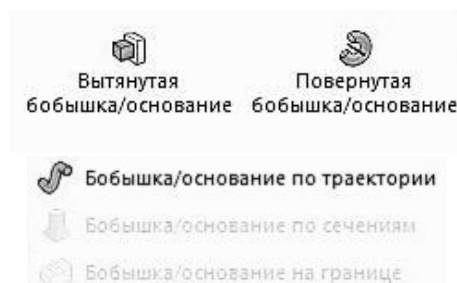 Вытянутая
бобышка/основание
Повернутая
бобышка/основание
Бобышка/основание по траектории
Бобышка/основание по сечениям
Бобышка/основание на границе